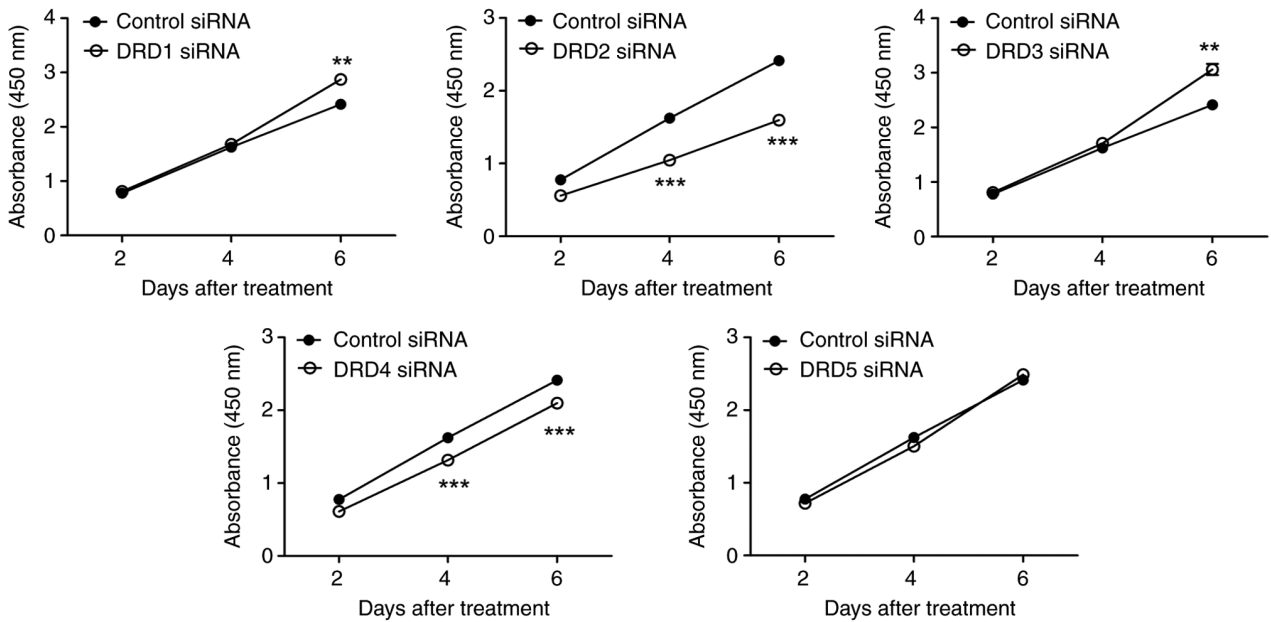 Absorbance (450 nm)
4
3
2
1
0
Control siRNA
DRD1 siRNA
**
2 4 6
Days after treatment
Absorbance (450 nm)
3
2
1
0
Control siRNA
DRD2 siRNA
***
***
2 4 6
Days after treatment
Absorbance (450 nm)
4
3
2
1
0
Control siRNA
DRD3 siRNA
**
2 4 6
Days after treatment
Absorbance (450 nm)
3
2
1
0
Control siRNA
DRD4 siRNA
***
***
2 4 6
Days after treatment
Absorbance (450 nm)
3
2
1
0
Control siRNA
DRD5 siRNA
2 4 6
Days after treatment